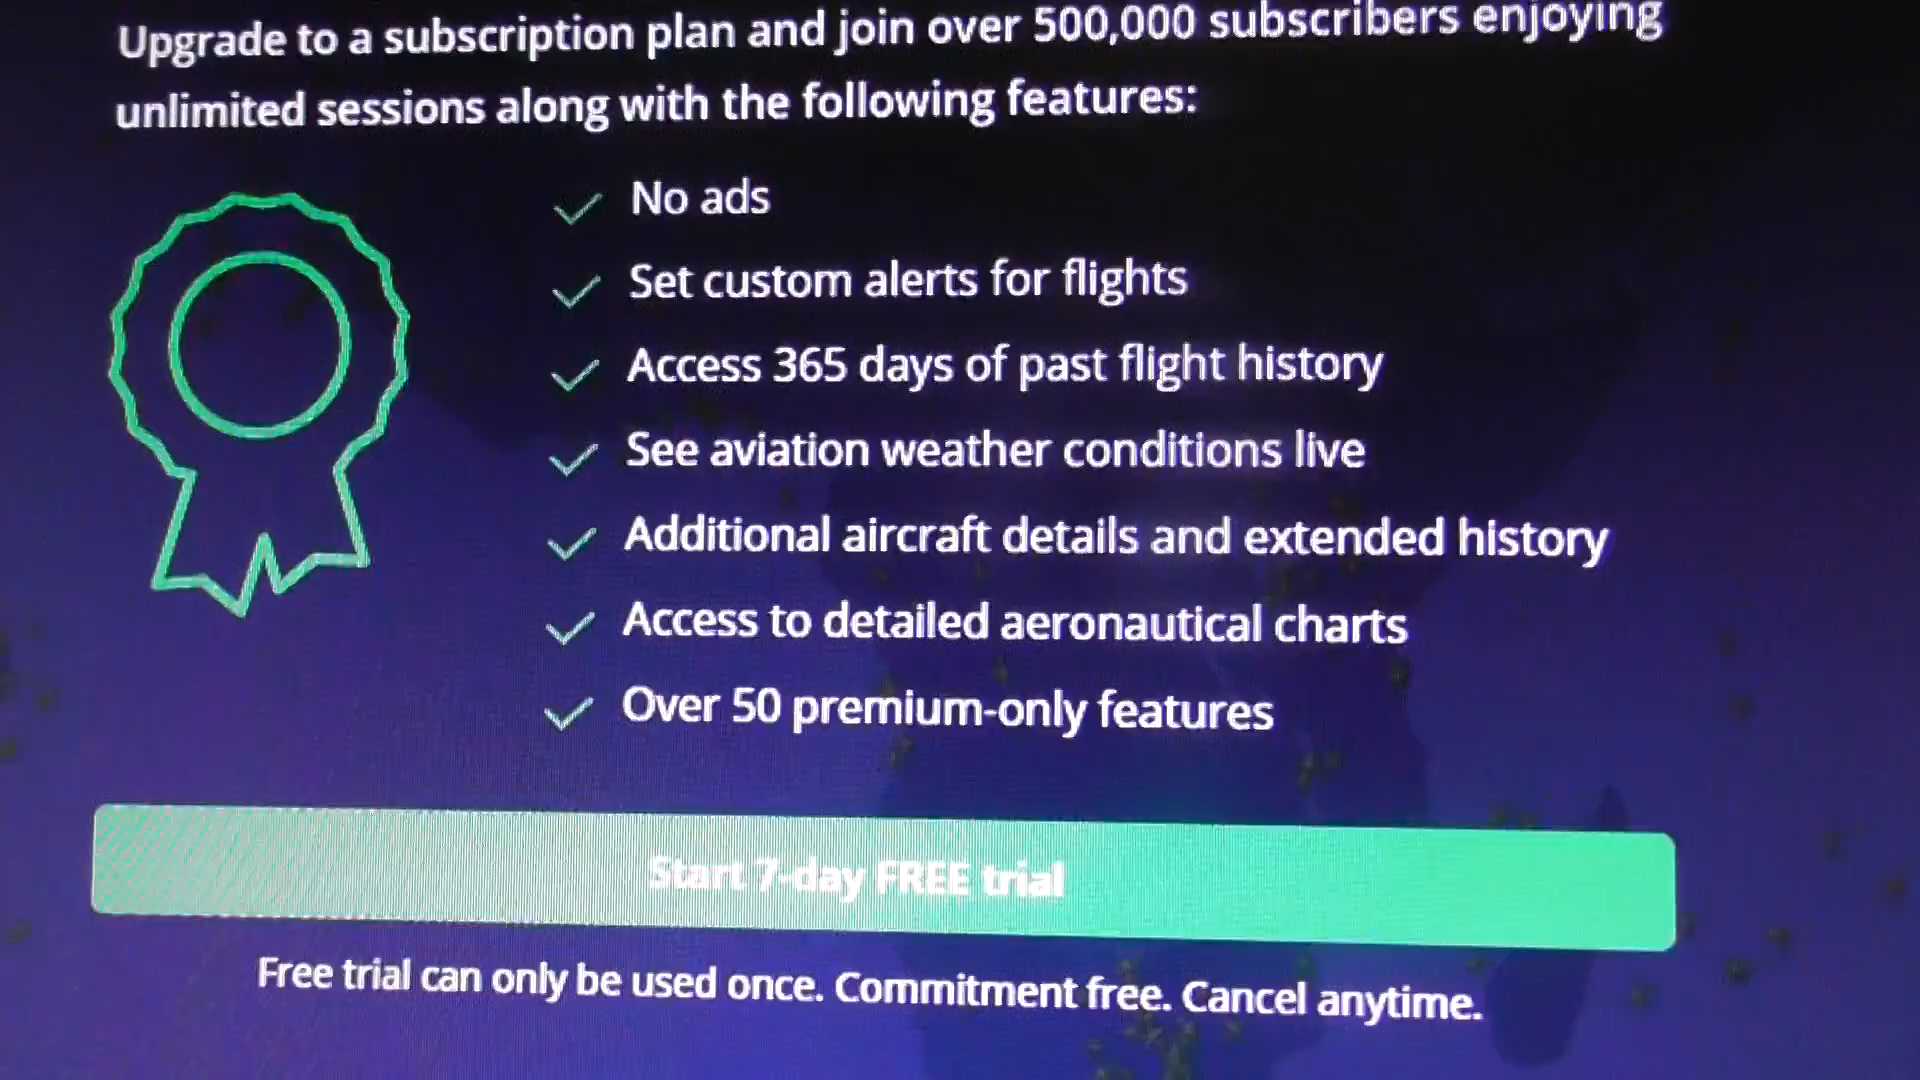 Upgrade to a subscription plan and join over 500,000 subscribers enjoying
unlimited sessions along with the following features:
No ads
Set custom alerts for flights
Access 365 days of past flight history
See aviation weather conditions live
Additional aircraft details and extended history
Access to detailed aeronautical charts
Over 50 premium-only features
Start 7-day FREE trial
Free trial can only be used once. Commitment free. Cancel anytime.